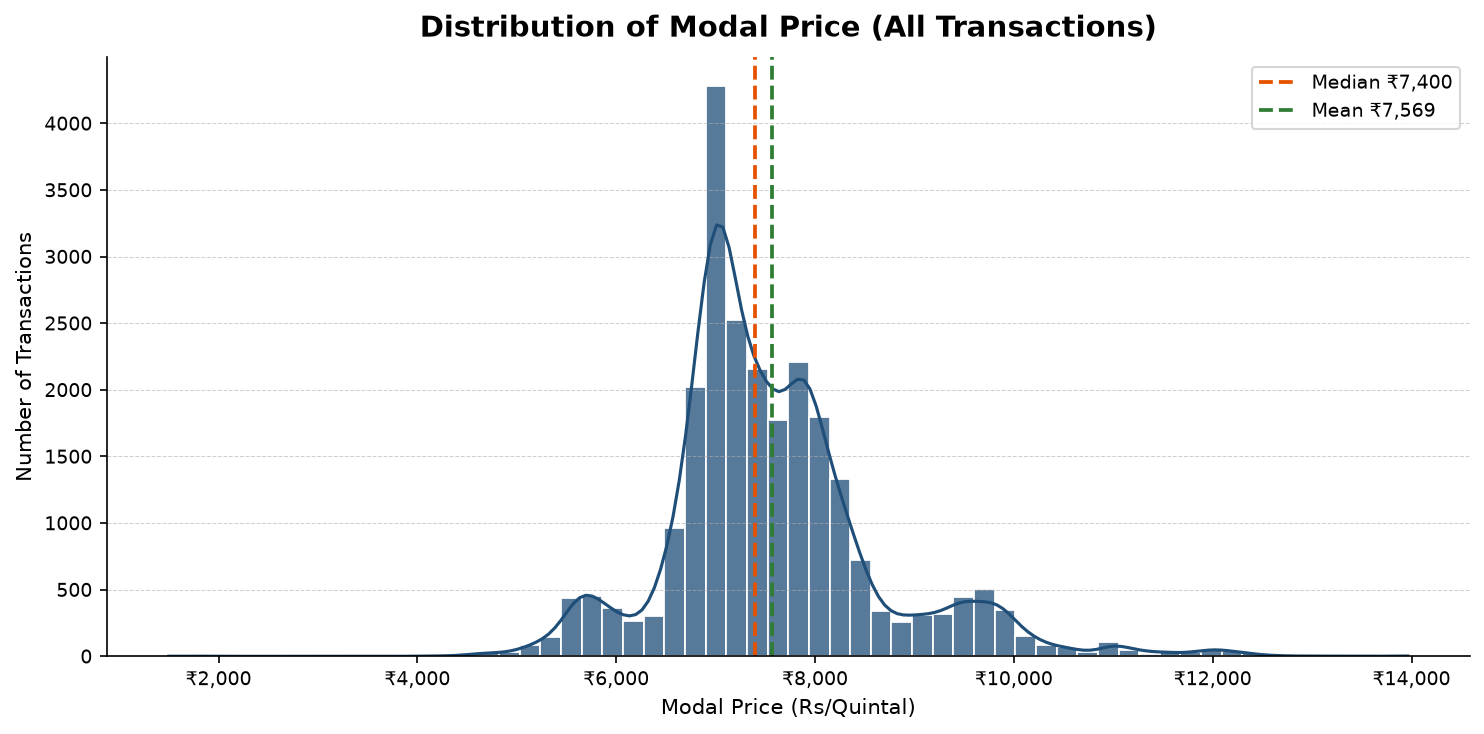 Distribution of Modal Price (All Transactions)
Median ₹7,400
Mean ₹7,569
Number of Transactions
4000
3500
3000
2500
2000
1500
1000
500
0
₹2,000 ₹4,000 ₹6,000 ₹8,000 ₹10,000 ₹12,000 ₹14,000
Modal Price (Rs/Quintal)